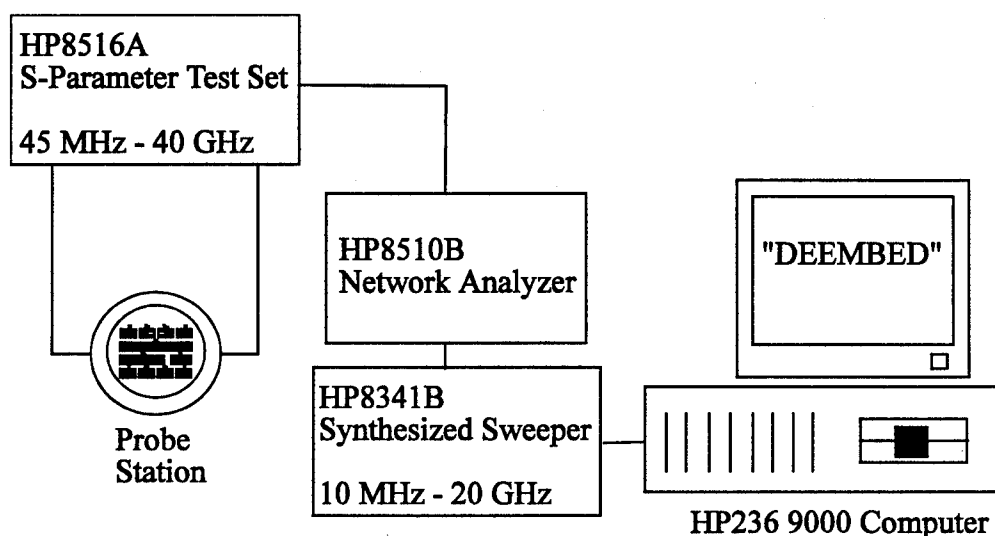 HP8516A
S-Parameter Test Set
45 MHz - 40 GHz
HP8510B
Network Analyzer
"DEEMBED"
HP8341B
Synthesized Sweeper
10 MHz - 20 GHz
Probe
Station
HP236 9000 Computer